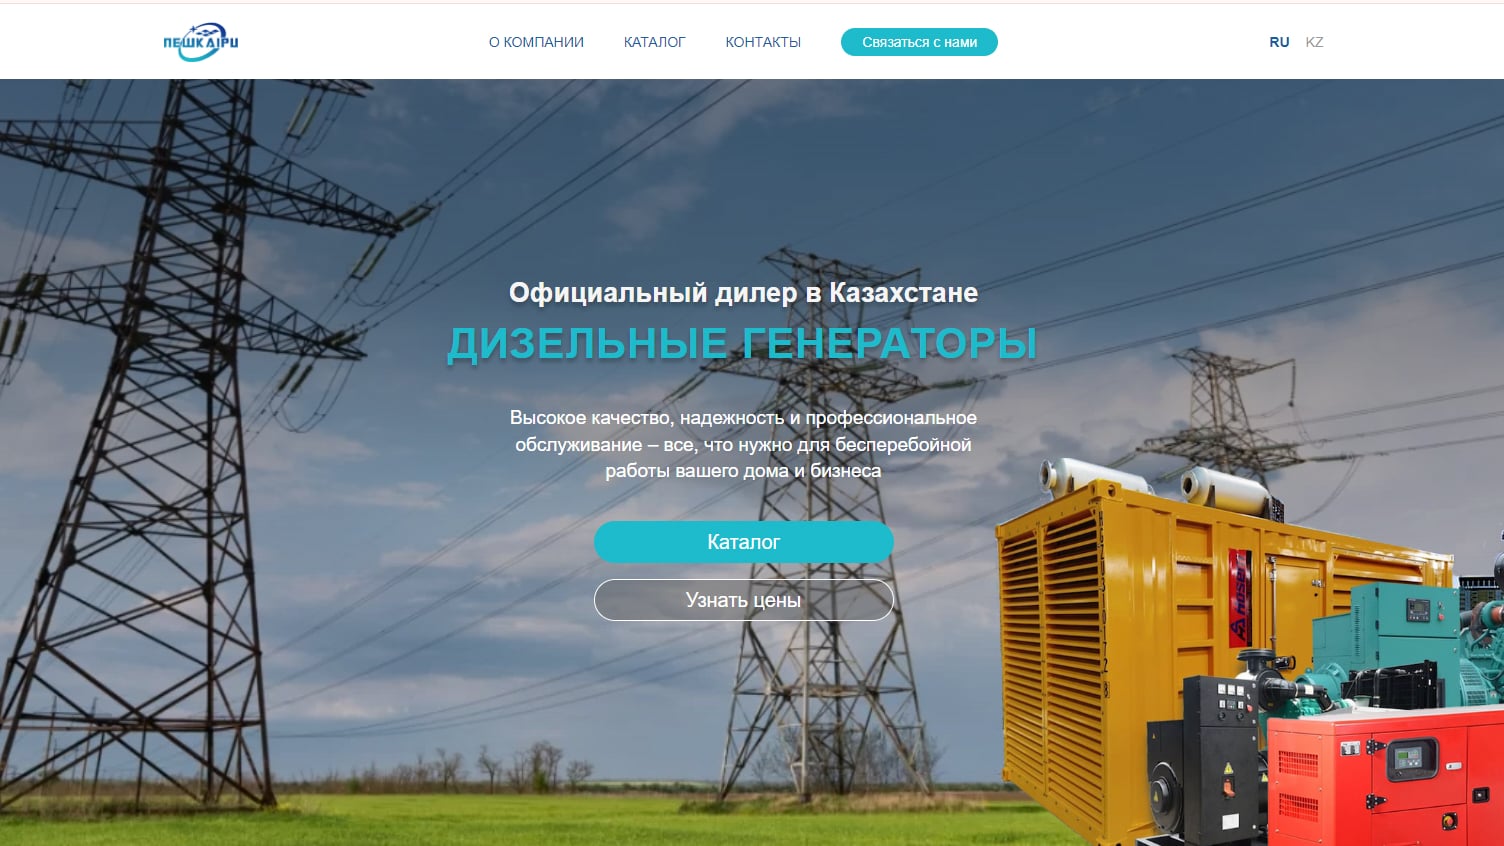 ПЕШКАІРИ
О КОМПАНИИ КАТАЛОГ КОНТАКТЫ Связаться с нами RU KZ
Официальный дилер в Казахстане
ДИЗЕЛЬНЫЕ ГЕНЕРАТОРЫ
Высокое качество, надежность и профессиональное
обслуживание – все, что нужно для бесперебойной
работы вашего дома и бизнеса
Каталог
Узнать цены